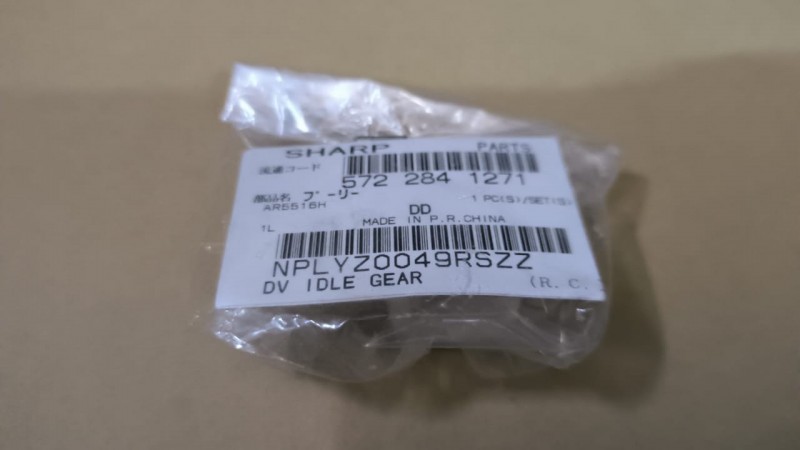 SHARP PARTS
流通コード 572 284 1271
部品名 プーリー 1 PC(S)/SET(S)
AR5516H DD
1L MADE IN P.R.CHINA
NPLYZ0049RSZZ
DV IDLE GEAR (R.C.